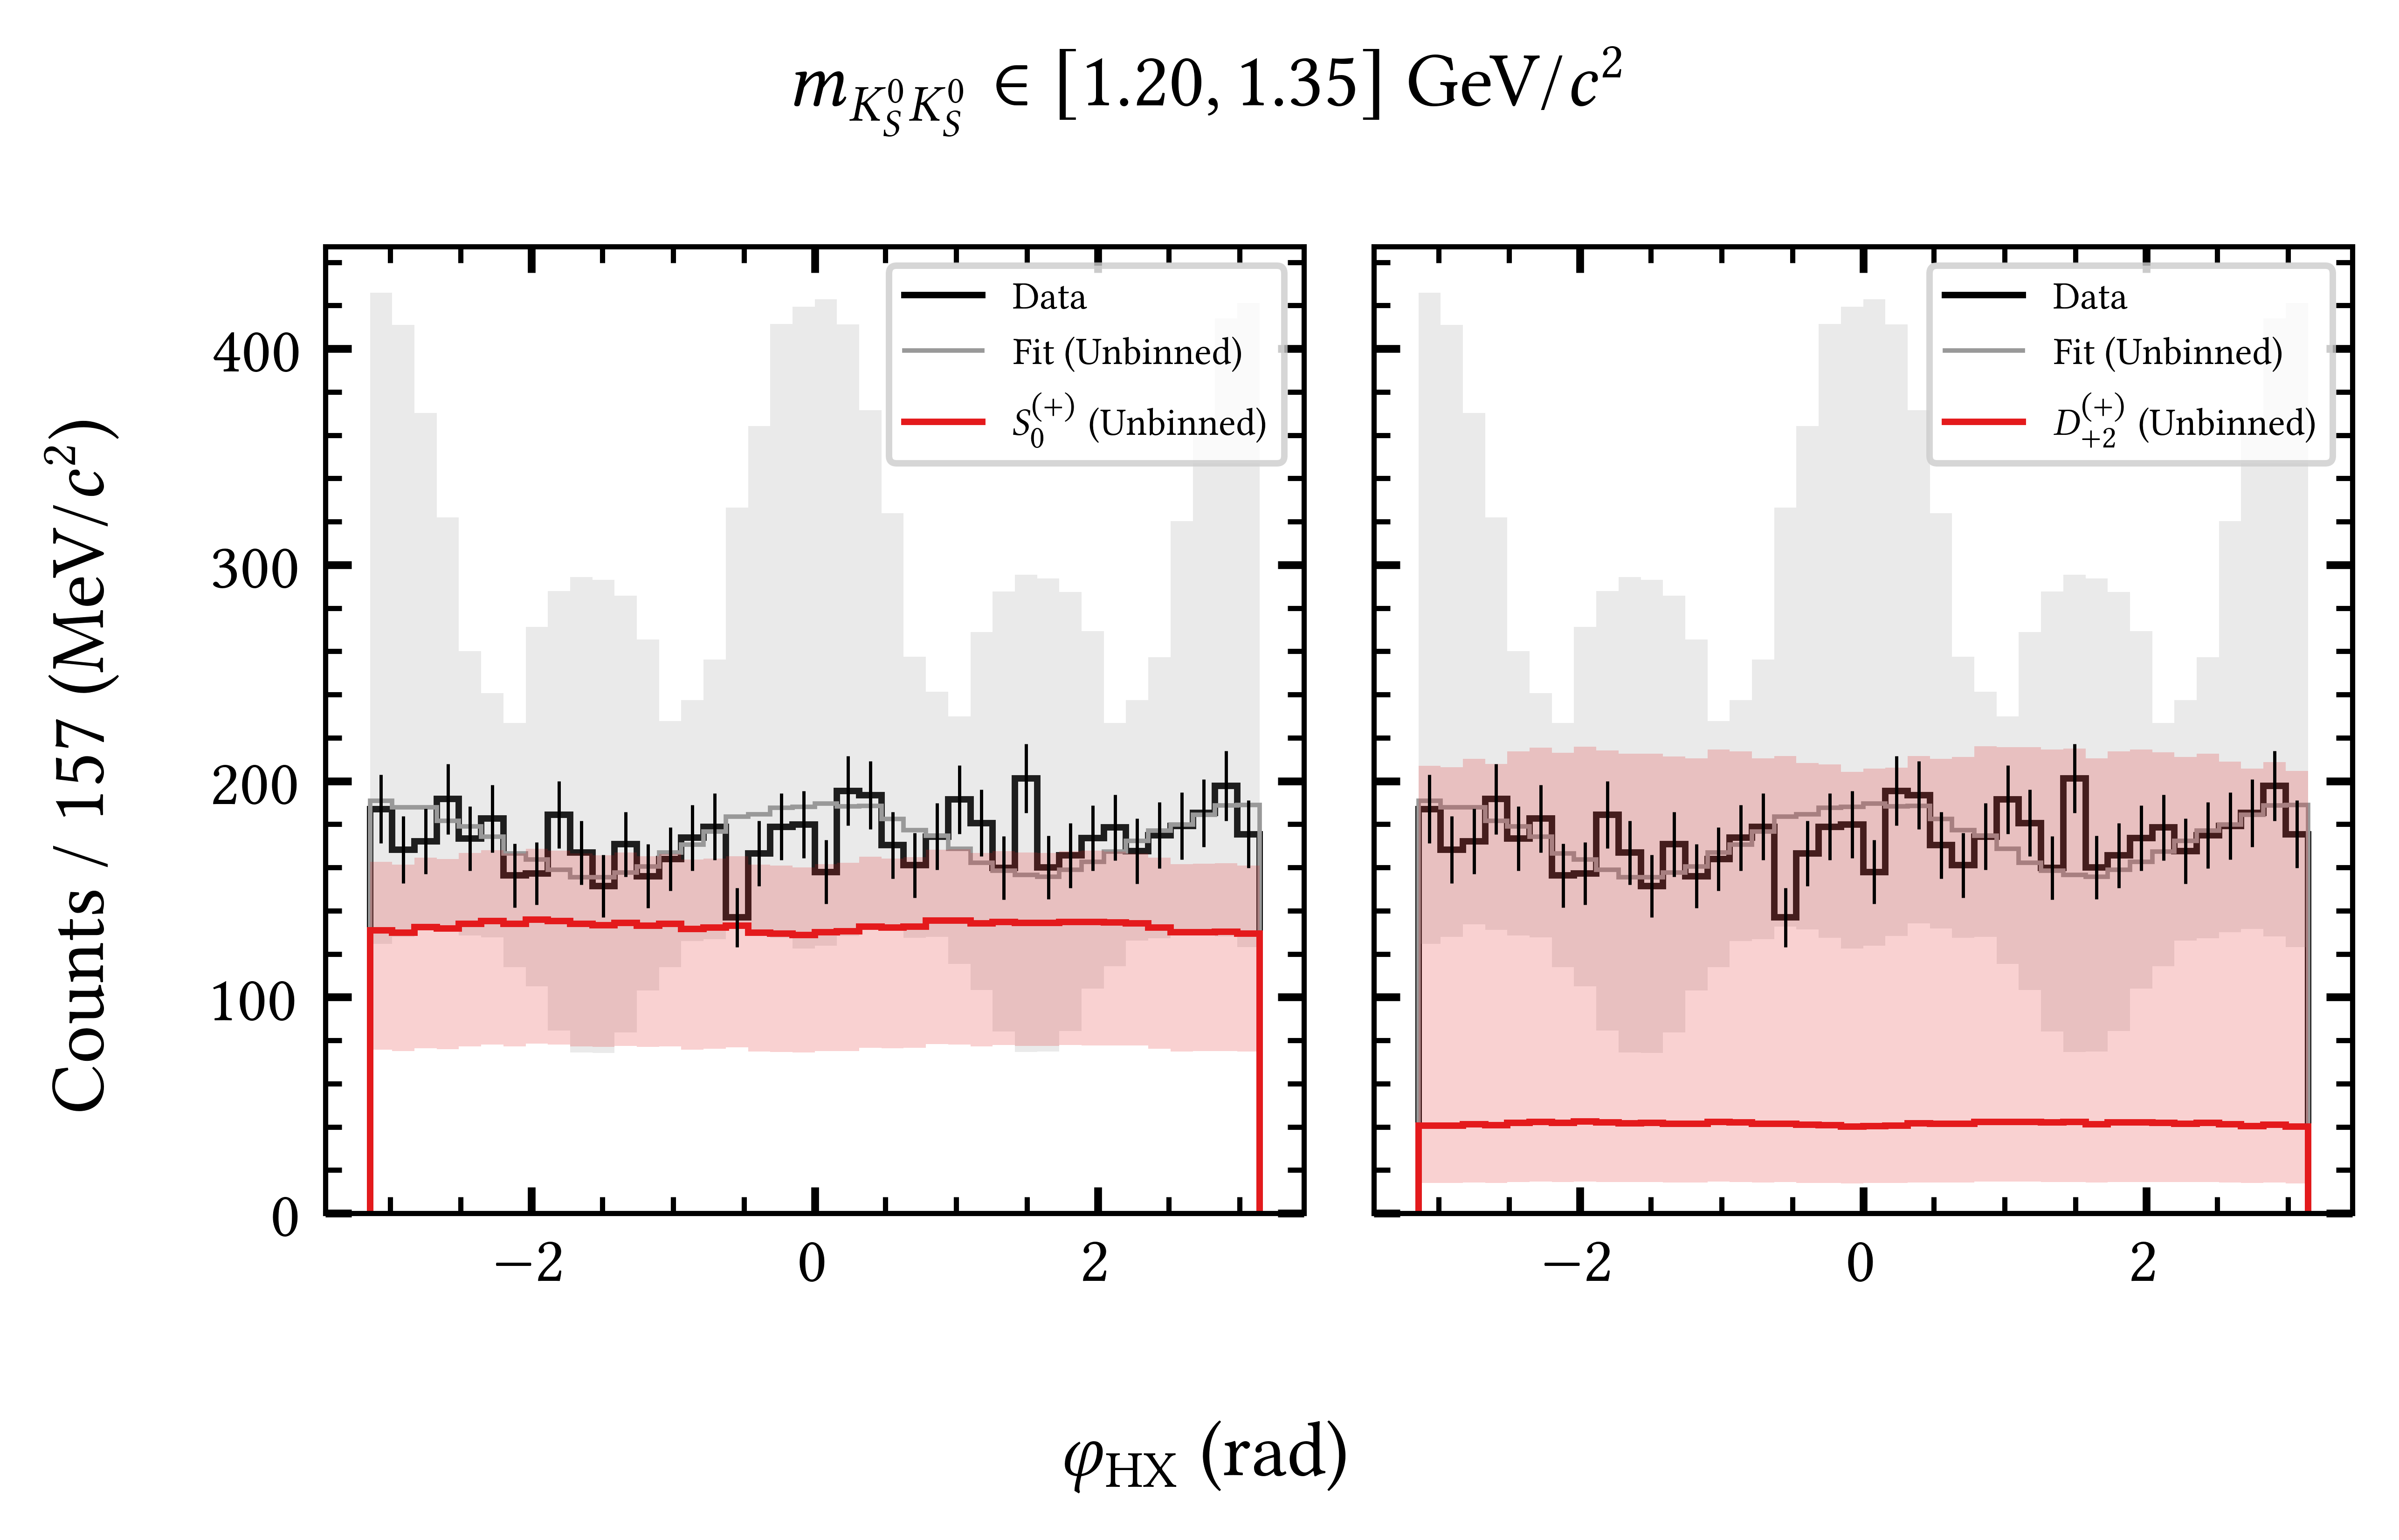 m_{K_S^0 K_S^0} ∈ [1.20, 1.35] GeV/c²
Counts / 157 (MeV/c²)
400
300
200
100
0
Data
Fit (Unbinned)
S_0^{(+)} (Unbinned)
−2
0
2
Data
Fit (Unbinned)
D_{+2}^{(+)} (Unbinned)
−2
0
2
φ_{HX} (rad)